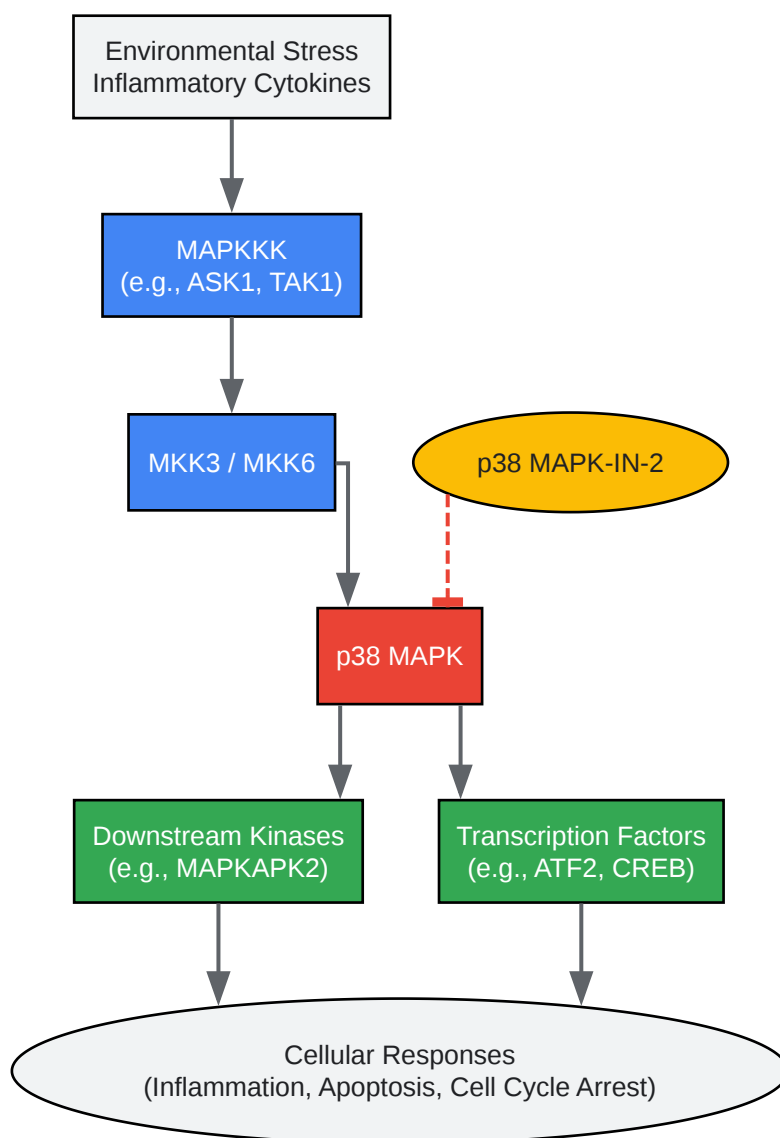 Environmental Stress
Inflammatory Cytokines
MAPKKK
(e.g., ASK1, TAK1)
MKK3 / MKK6
p38 MAPK-IN-2
p38 MAPK
Downstream Kinases
(e.g., MAPKAPK2)
Transcription Factors
(e.g., ATF2, CREB)
Cellular Responses
(Inflammation, Apoptosis, Cell Cycle Arrest)